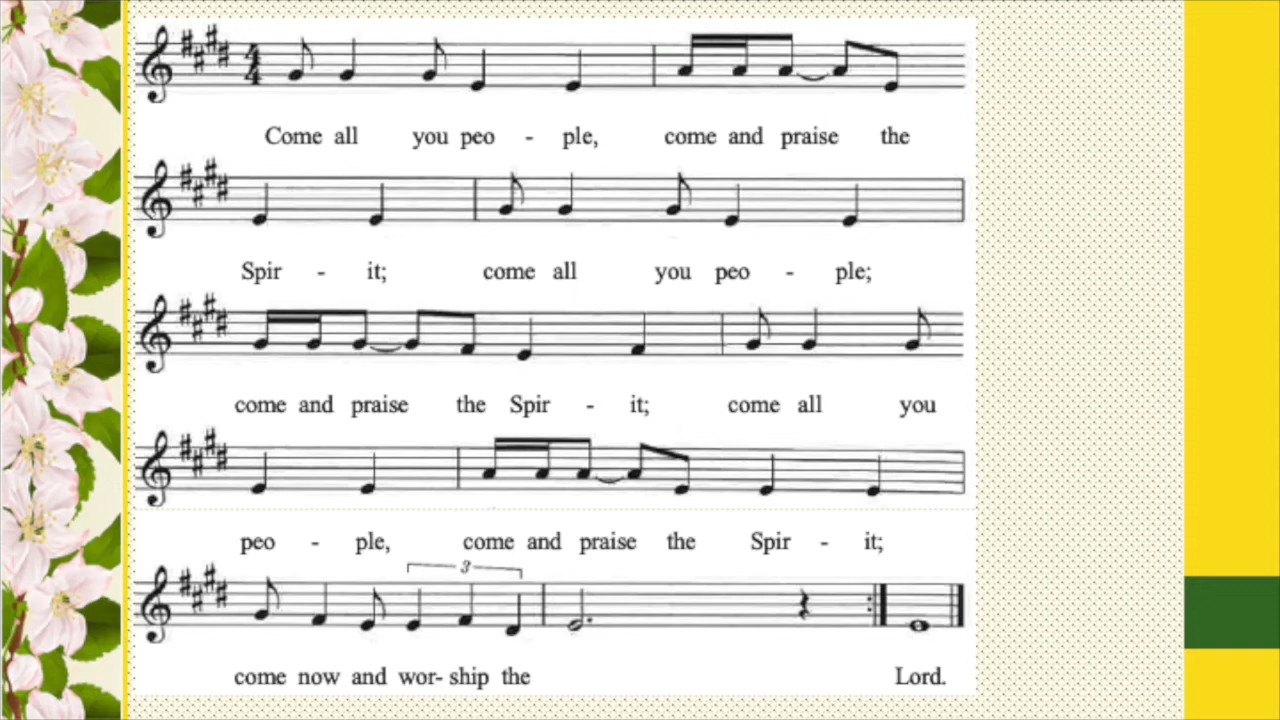 Come all you peo - ple, come and praise the
Spir - it; come all you peo - ple;
come and praise the Spir - it; come all you
peo - ple, come and praise the Spir - it;
3
come now and wor- ship the Lord.